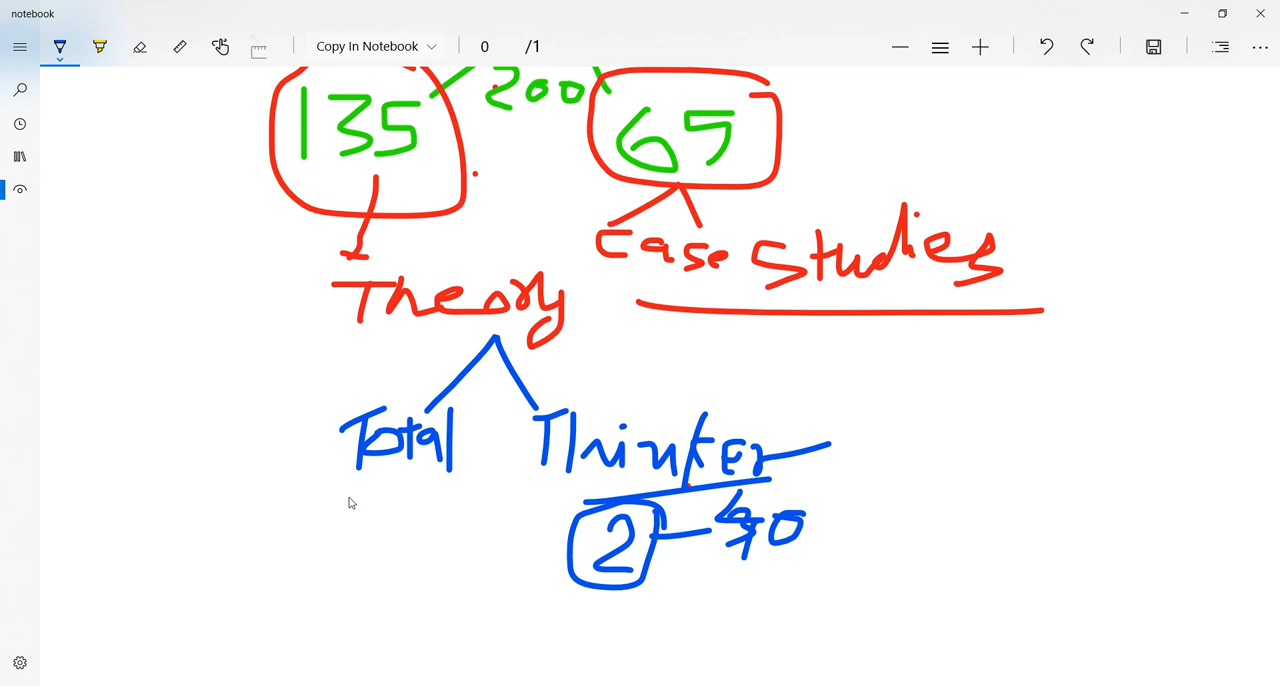 notebook
Copy In Notebook 0 /1
200
135 65
Case Studies
Theory
Total Thinker
2 - 40